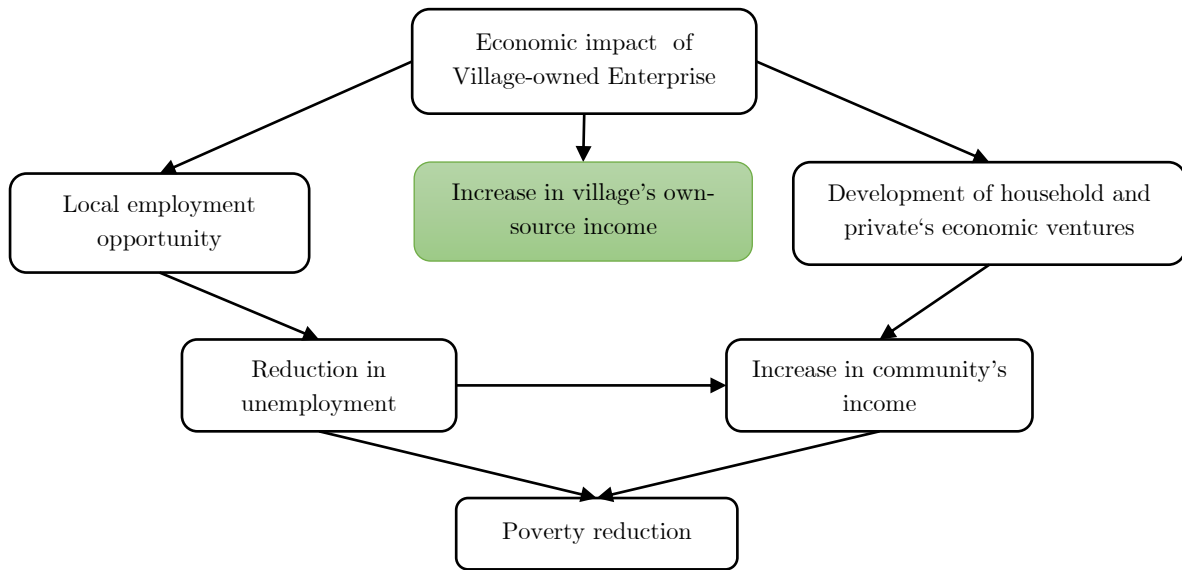 Economic impact  of
Village-owned Enterprise
Local employment
opportunity
Increase in village’s own-
source income
Development of household and
private‘s economic ventures
Reduction in
unemployment
Increase in community’s
income
Poverty reduction